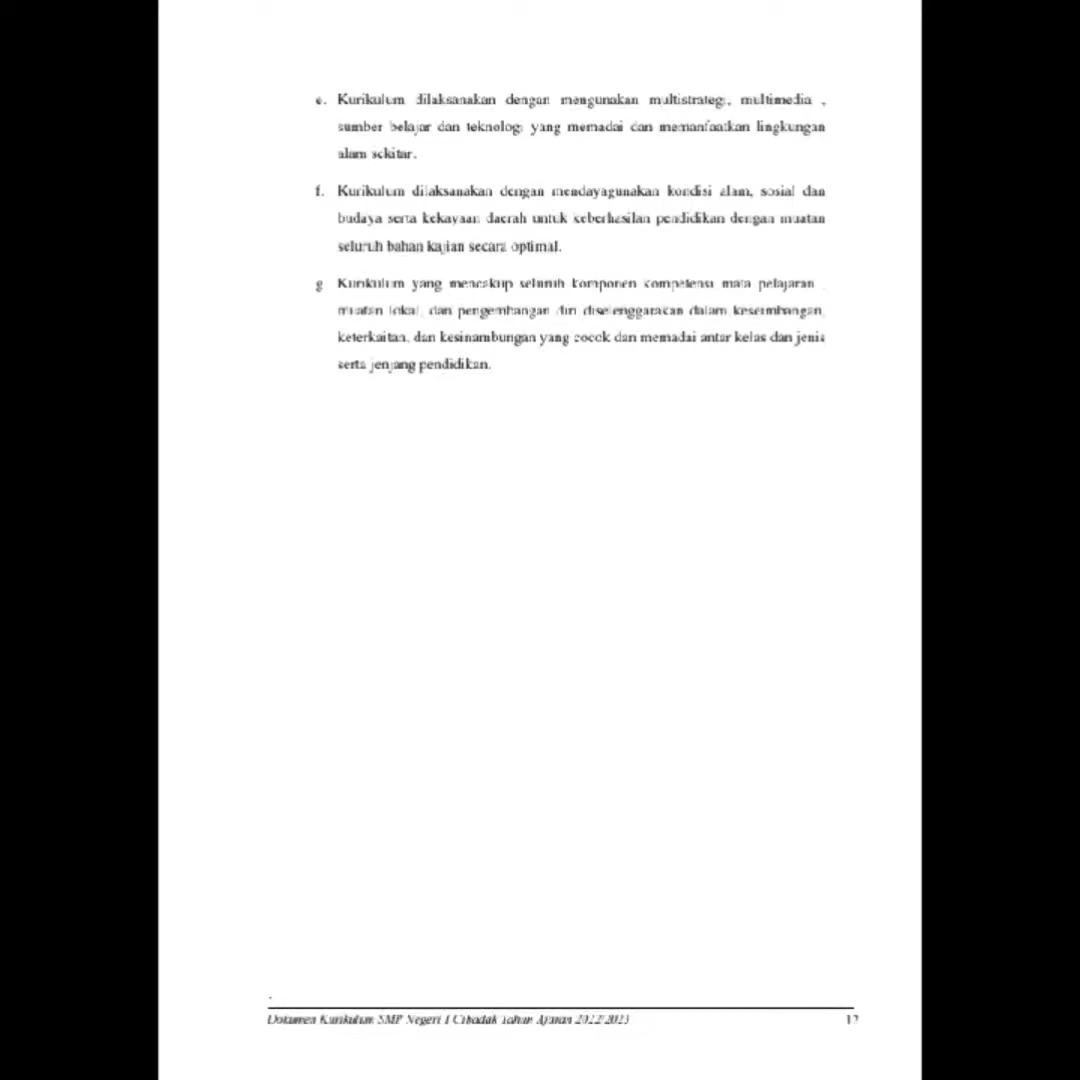 e. Kurikulum dilaksanakan dengan mengunakan multistrategi, multimedia ,
sumber belajar dan teknologi yang memadai dan memanfaatkan lingkungan
alam sekitar.
f. Kurikulum dilaksanakan dengan mendayagunakan kondisi alam, sosial dan
budaya serta kekayaan daerah untuk keberhasilan pendidikan dengan muatan
seluruh bahan kajian secara optimal.
g Kurikulum yang mencakup seluruh komponen kompetensi mata pelajaran ,
muatan lokal, dan pengembangan diri diselenggarakan dalam keseimbangan,
keterkaitan, dan kesinambungan yang cocok dan memadai antar kelas dan jenis
serta jenjang pendidikan.
Dokumen Kurikulum SMP Negeri 1 Cibadak Tahun Ajaran 2022/2023